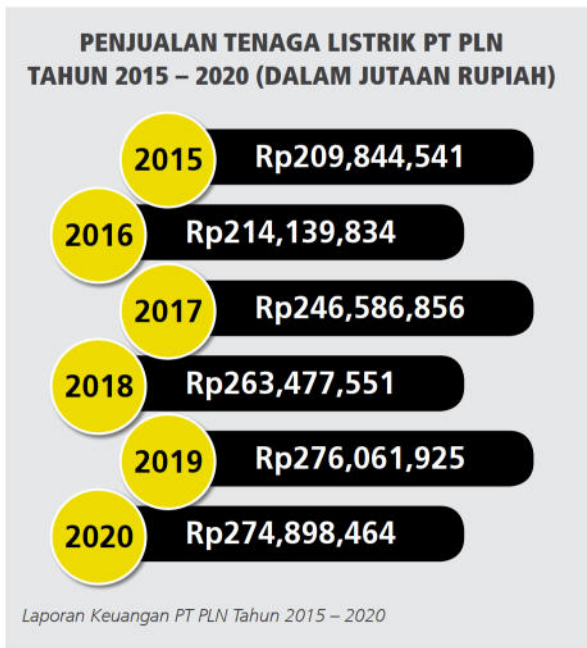 PENJUALAN TENAGA LISTRIK PT PLN
TAHUN 2015 – 2020 (DALAM JUTAAN RUPIAH)
2015 Rp209,844,541
2016 Rp214,139,834
2017 Rp246,586,856
2018 Rp263,477,551
2019 Rp276,061,925
2020 Rp274,898,464
Laporan Keuangan PT PLN Tahun 2015 – 2020